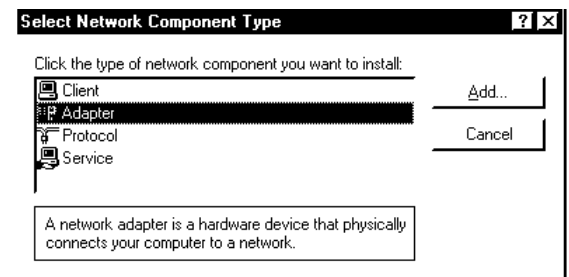 Select Network Component Type
? ×
Click the type of network component you want to install:
Client
Adapter
Protocol
Service
Add...
Cancel
A network adapter is a hardware device that physically
connects your computer to a network.